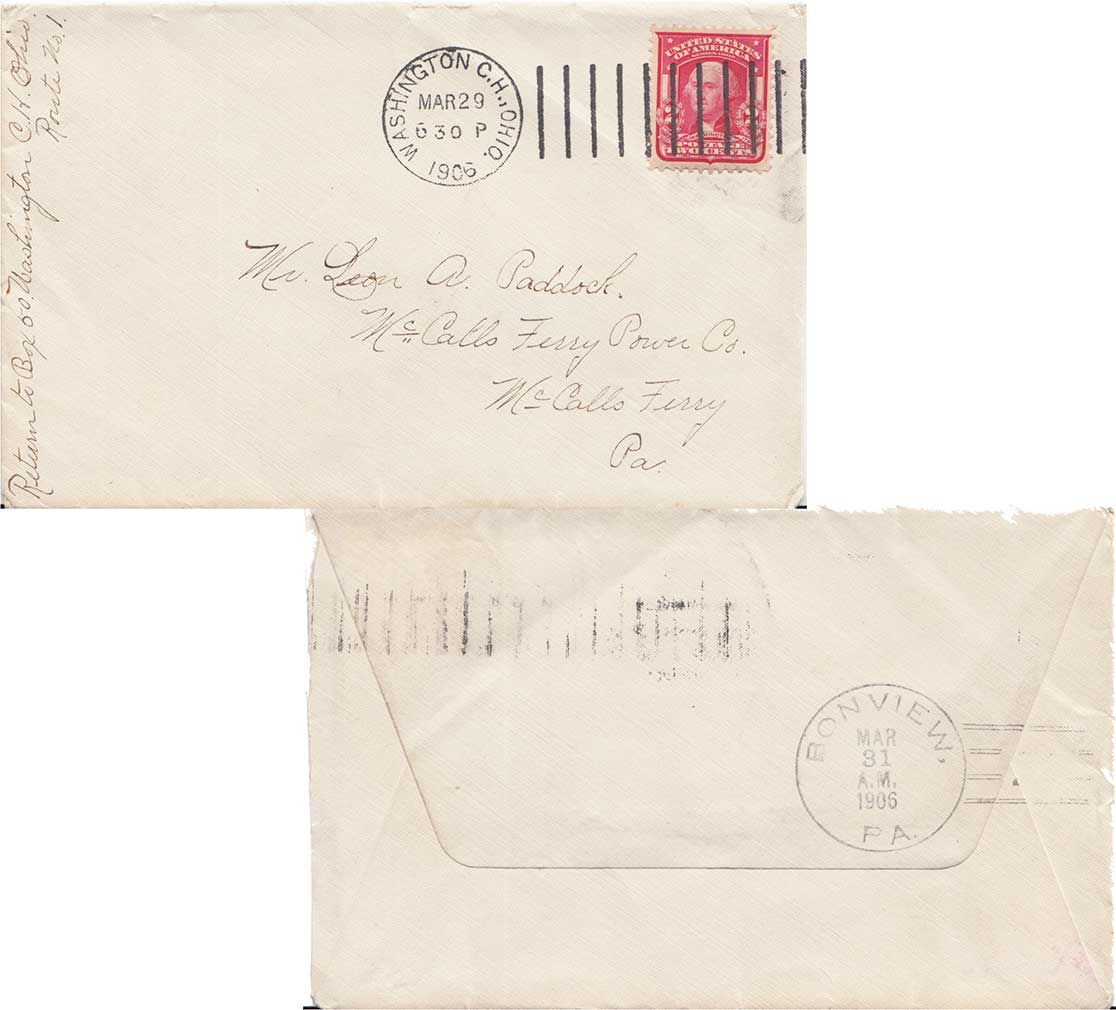 Return to Box 60. Washington C.H. Ohio
Route No. 1.
WASHINGTON C.H., OHIO.
MAR 29
6 30 P
1906
UNITED STATES
OF AMERICA
POSTAGE
TWO CENTS
Mr. Leon A. Paddock.
McCalls Ferry Power Co.
McCalls Ferry
Pa.
BONVIEW,
MAR
31
A.M.
1906
PA.